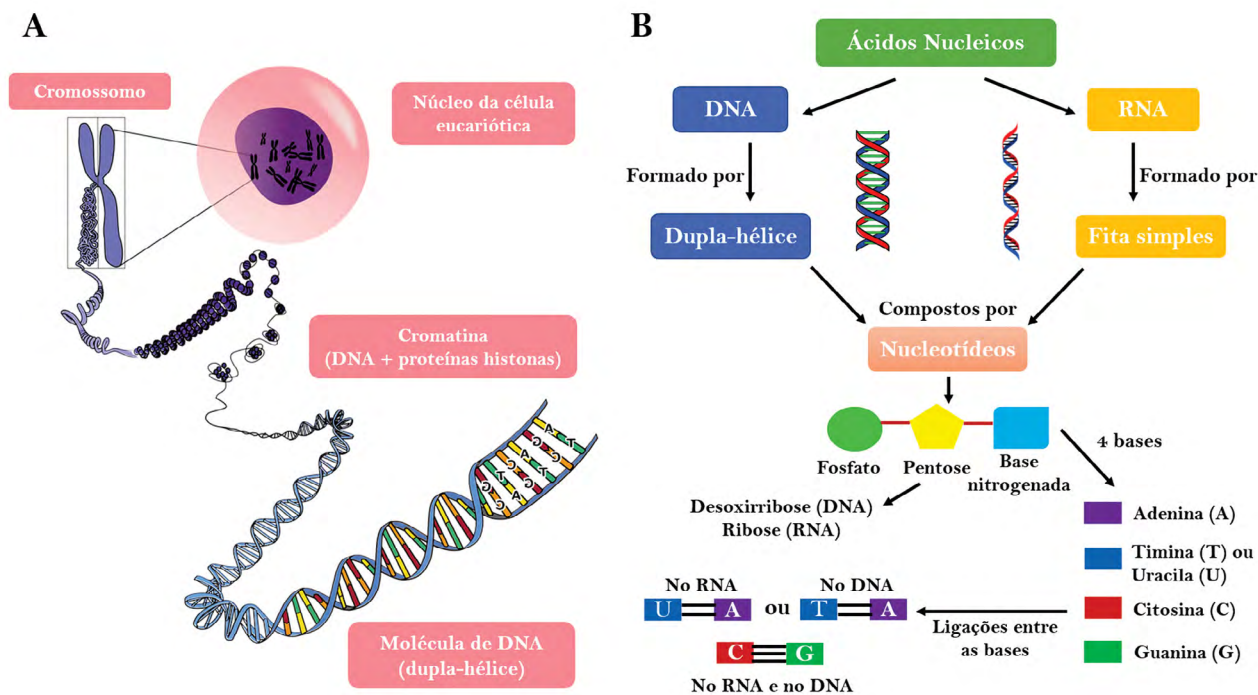 A
Cromossomo
Núcleo da célula
eucariótica
Cromatina
(DNA + proteínas histonas)
A T
C G
A T
G C
T A
G C
Molécula de DNA
(dupla-hélice)
B
Ácidos Nucleicos
DNA
RNA
Formado por
Formado por
Dupla-hélice
Fita simples
Compostos por
Nucleotídeos
Fosfato
Pentose
Base
nitrogenada
4 bases
Desoxirribose (DNA)
Ribose (RNA)
Adenina (A)
Timina (T) ou
Uracila (U)
Citosina (C)
Guanina (G)
No RNA
U A
ou
No DNA
T A
Ligações entre
as bases
C G
No RNA e no DNA